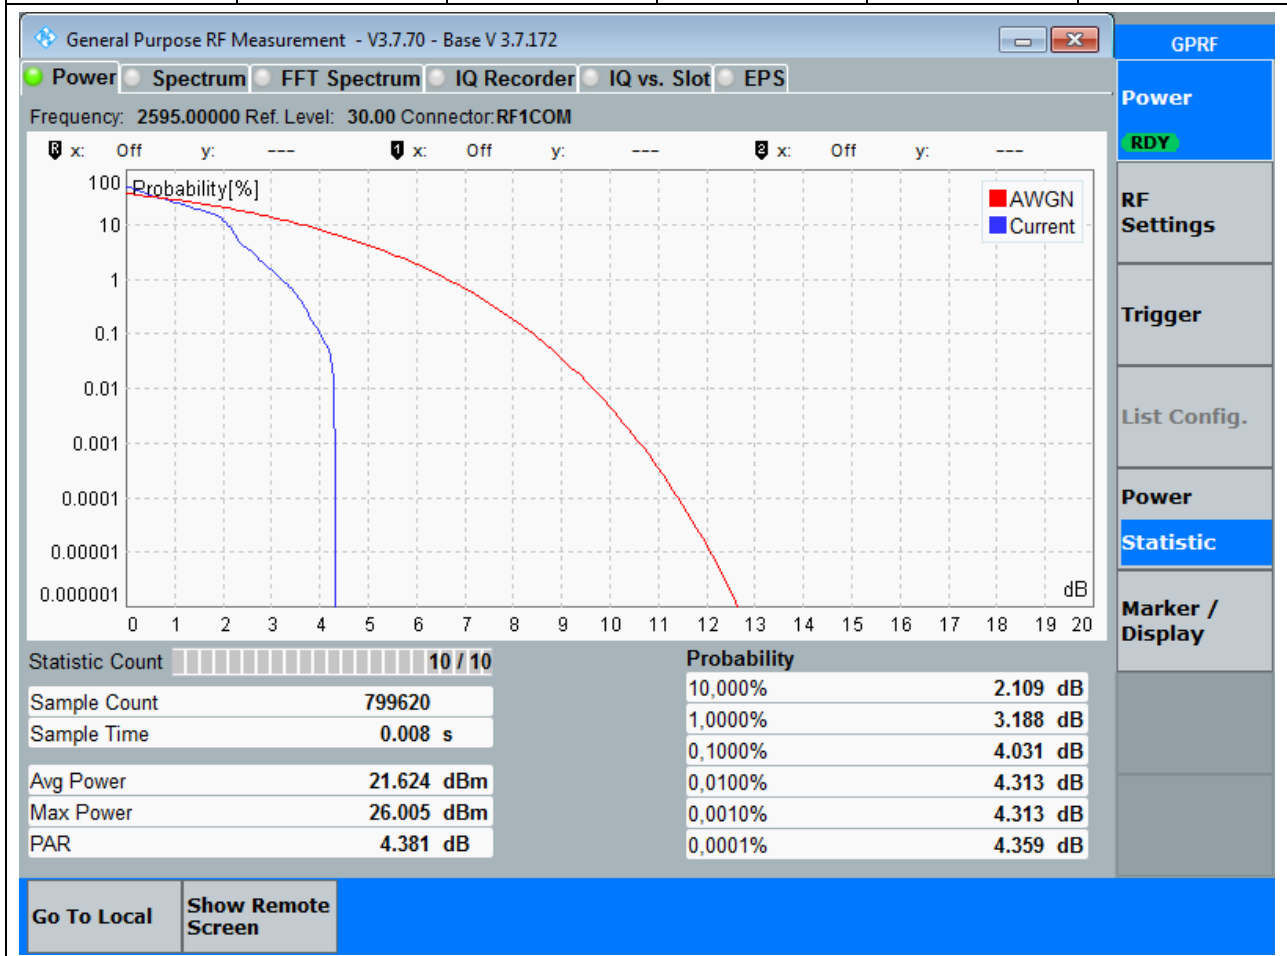 General Purpose RF Measurement - V3.7.70 - Base V 3.7.172
GPRF
Power Spectrum FFT Spectrum IQ Recorder IQ vs. Slot EPS
Frequency: 2595.00000 Ref. Level: 30.00 Connector:RF1COM
R x: Off y: --- 1 x: Off y: --- 2 x: Off y: ---
Probability[%]
AWGN
Current
100
10
1
0.1
0.01
0.001
0.0001
0.00001
0.000001
dB
0 1 2 3 4 5 6 7 8 9 10 11 12 13 14 15 16 17 18 19 20
Statistic Count 10 / 10
Sample Count 799620
Sample Time 0.008 s
Avg Power 21.624 dBm
Max Power 26.005 dBm
PAR 4.381 dB
Probability
10,000% 2.109 dB
1,0000% 3.188 dB
0,1000% 4.031 dB
0,0100% 4.313 dB
0,0010% 4.313 dB
0,0001% 4.359 dB
Power
RDY
RF
Settings
Trigger
List Config.
Power
Statistic
Marker /
Display
Go To Local
Show Remote
Screen